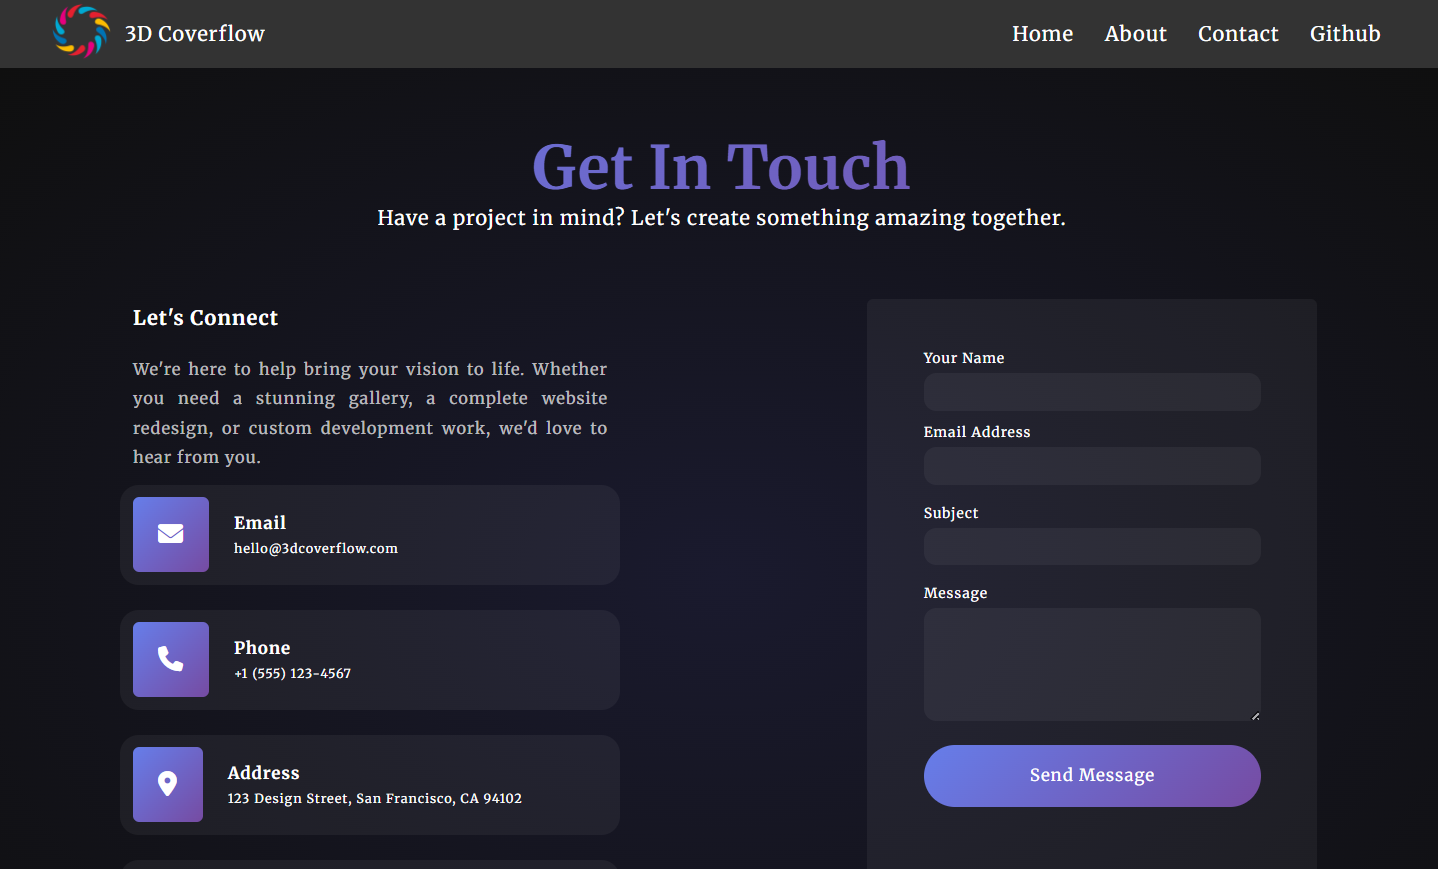 3D Coverflow
Home
About
Contact
Github
Get In Touch
Have a project in mind? Let's create something amazing together.
Let's Connect
We're here to help bring your vision to life. Whether
you need a stunning gallery, a complete website
redesign, or custom development work, we'd love to
hear from you.
Email
hello@3dcoverflow.com
Phone
+1 (555) 123-4567
Address
123 Design Street, San Francisco, CA 94102
Your Name
Email Address
Subject
Message
Send Message